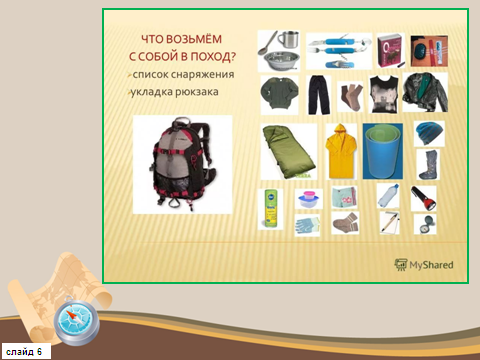 ЧТО ВОЗЬМЁМ
С СОБОЙ В ПОХОД?
список снаряжения
укладка рюкзака
MyShared
слайд 6